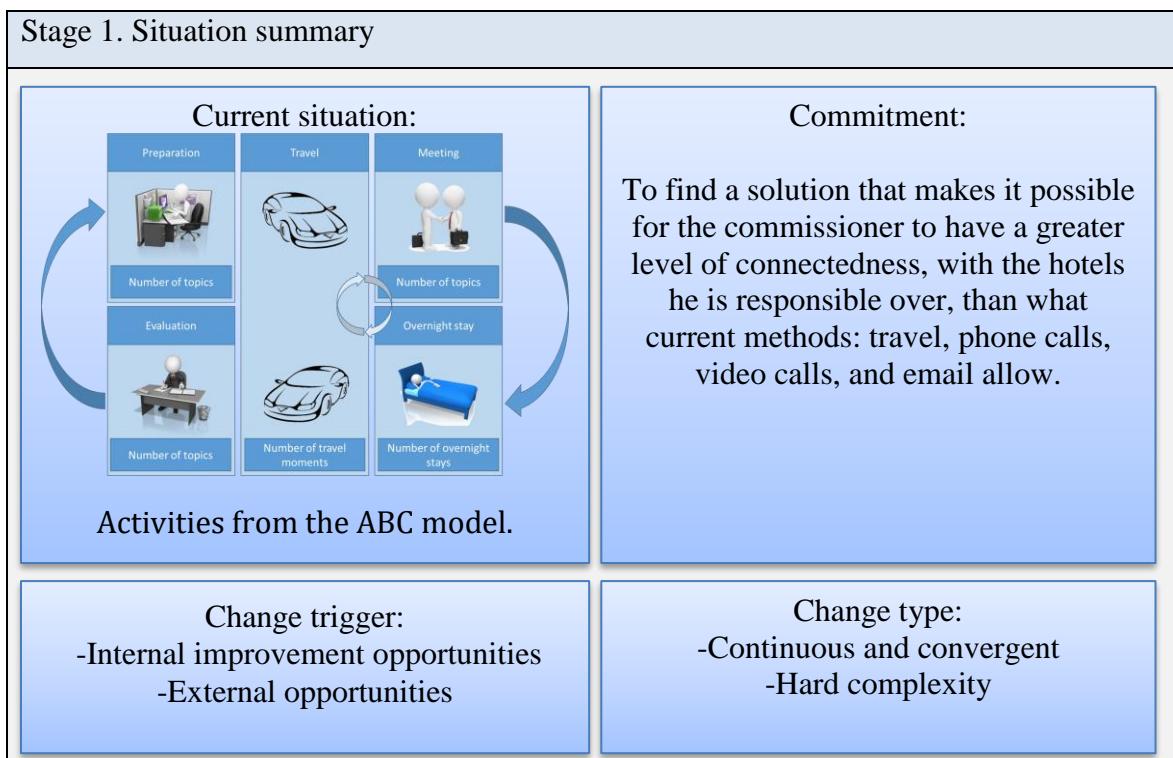 Stage 1. Situation summary
Current situation:
Preparation
Travel
Meeting
Number of topics
Number of topics
Evaluation
Overnight stay
Number of topics
Number of travel
moments
Number of overnight
stays
Activities from the ABC model.
Commitment:
To find a solution that makes it possible
for the commissioner to have a greater
level of connectedness, with the hotels
he is responsible over, than what
current methods: travel, phone calls,
video calls, and email allow.
Change trigger:
-Internal improvement opportunities
-External opportunities
Change type:
-Continuous and convergent
-Hard complexity